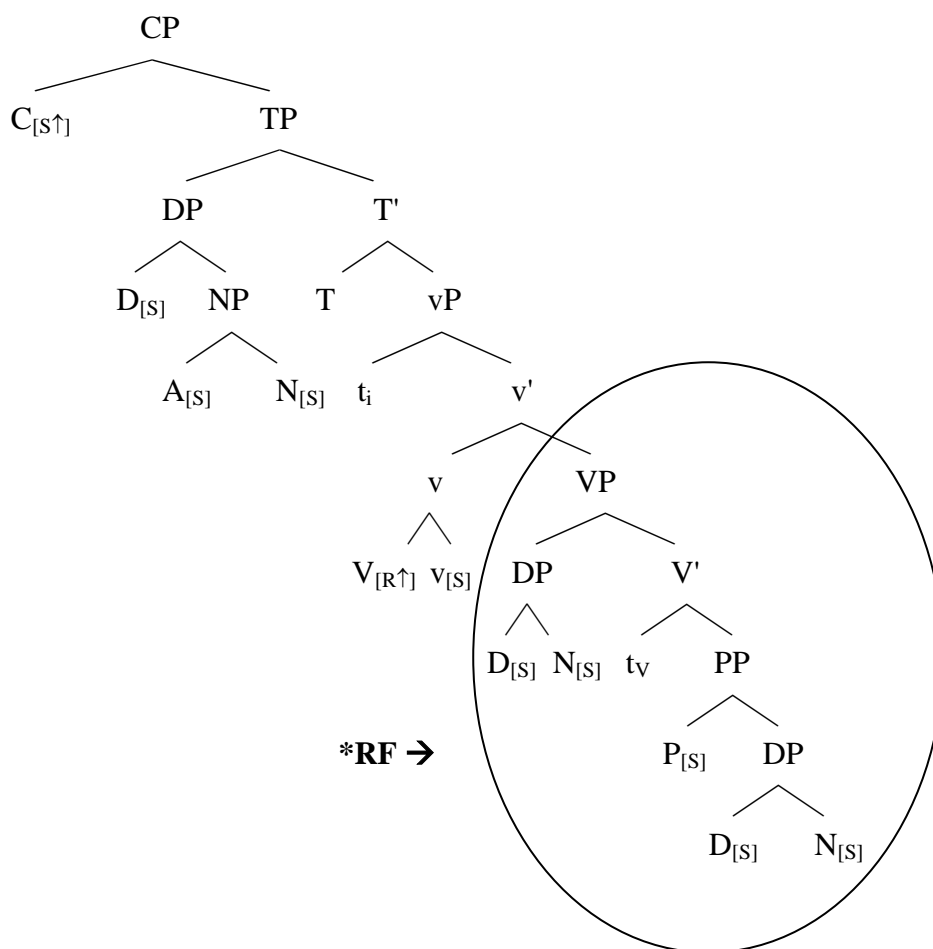 CP
C[S↑] TP
DP T'
D[S] NP T vP
A[S] N[S] ti v'
v VP
V[R↑] v[S] DP V'
D[S] N[S] tV PP
*RF → P[S] DP
D[S] N[S]